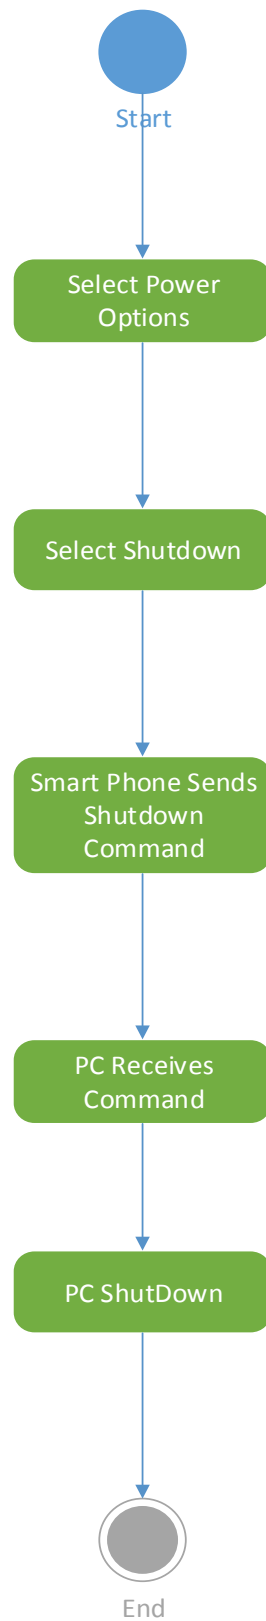 Start
Select Power
Options
Select Shutdown
Smart Phone Sends
Shutdown
Command
PC Receives
Command
PC ShutDown
End